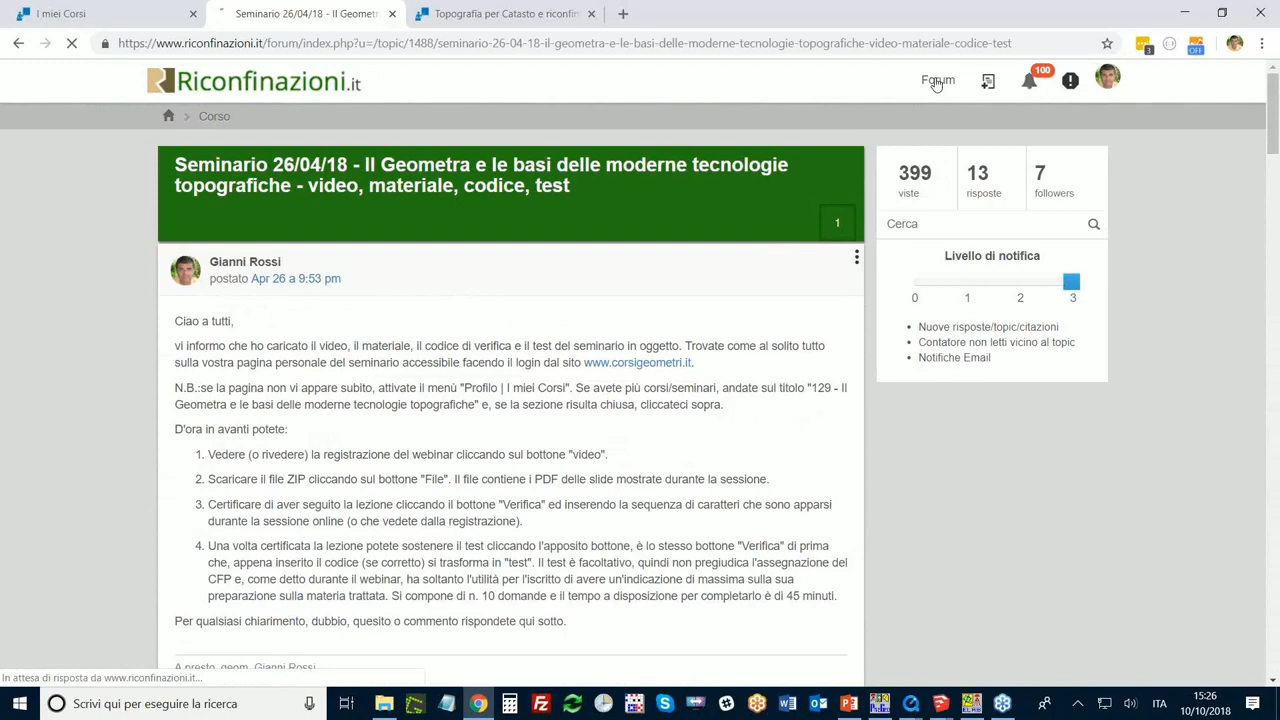 I miei Corsi
Seminario 26/04/18 - Il Geometra
Topografia per Catasto e riconfin
https://www.riconfinazioni.it/forum/index.php?u=/topic/1488/seminario-26-04-18-il-geometra-e-le-basi-delle-moderne-tecnologie-topografiche-video-materiale-codice-test
3
OFF
Riconfinazioni.it
Forum
100
Corso
Seminario 26/04/18 - Il Geometra e le basi delle moderne tecnologie
topografiche - video, materiale, codice, test
1
399
viste
13
risposte
7
followers
Cerca
Livello di notifica
0 1 2 3
Nuove risposte/topic/citazioni
Contatore non letti vicino al topic
Notifiche Email
Gianni Rossi
postato Apr 26 a 9:53 pm
Ciao a tutti,
vi informo che ho caricato il video, il materiale, il codice di verifica e il test del seminario in oggetto. Trovate come al solito tutto
sulla vostra pagina personale del seminario accessibile facendo il login dal sito www.corsigeometri.it.
N.B.:se la pagina non vi appare subito, attivate il menù "Profilo | I miei Corsi". Se avete più corsi/seminari, andate sul titolo "129 - Il
Geometra e le basi delle moderne tecnologie topografiche" e, se la sezione risulta chiusa, cliccateci sopra.
D'ora in avanti potete:
1. Vedere (o rivedere) la registrazione del webinar cliccando sul bottone "video".
2. Scaricare il file ZIP cliccando sul bottone "File". Il file contiene i PDF delle slide mostrate durante la sessione.
3. Certificare di aver seguito la lezione cliccando il bottone "Verifica" ed inserendo la sequenza di caratteri che sono apparsi
durante la sessione online (o che vedete dalla registrazione).
4. Una volta certificata la lezione potete sostenere il test cliccando l'apposito bottone, è lo stesso bottone "Verifica" di prima
che, appena inserito il codice (se corretto) si trasforma in "test". Il test è facoltativo, quindi non pregiudica l'assegnazione del
CFP e, come detto durante il webinar, ha soltanto l'utilità per l'iscritto di avere un'indicazione di massima sulla sua
preparazione sulla materia trattata. Si compone di n. 10 domande e il tempo a disposizione per completarlo è di 45 minuti.
Per qualsiasi chiarimento, dubbio, quesito o commento rispondete qui sotto.
A presto, geom. Gianni Rossi
In attesa di risposta da www.riconfinazioni.it...
Scrivi qui per eseguire la ricerca
ITA
15:26
10/10/2018